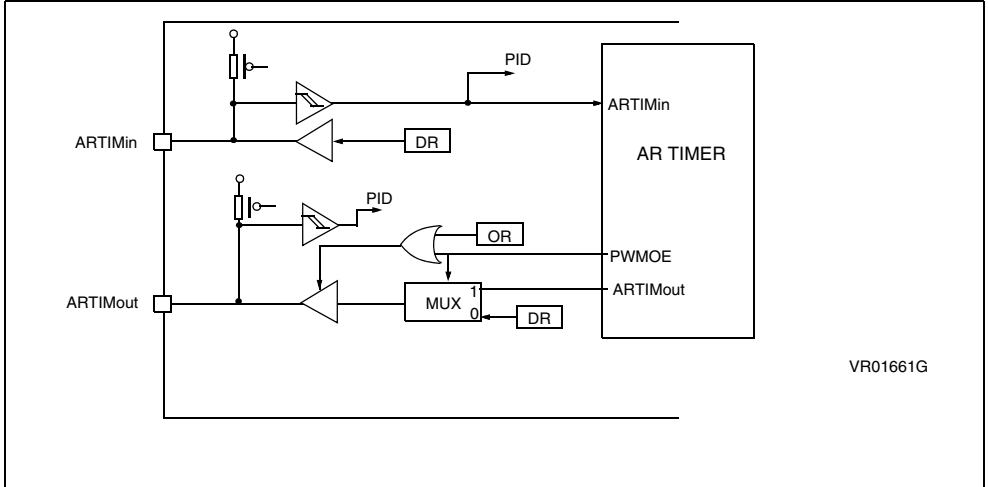 PID
ARTIMin
ARTIMin
DR
AR TIMER
PID
OR
PWMOE
ARTIMout
ARTIMout
MUX
1
0
DR
VR01661G